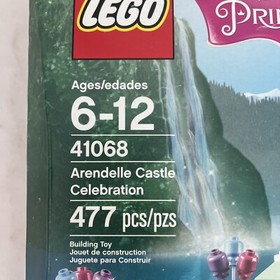 LEGO
PRI
Ages/edades
6-12
41068
Arendelle Castle
Celebration
477 pcs/pzs
Building Toy
Jouet de construction
Juguete para Construir